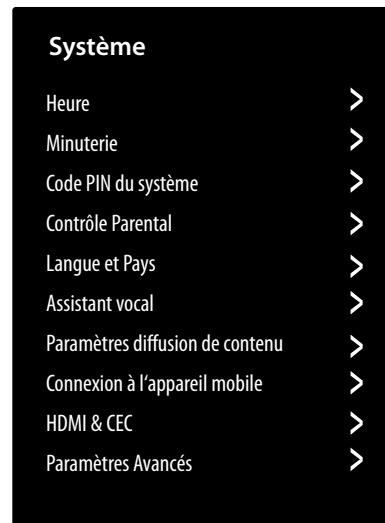 Système
Heure
Minuterie
Code PIN du système
Contrôle Parental
Langue et Pays
Assistant vocal
Paramètres diffusion de contenu
Connexion à l‘appareil mobile
HDMI & CEC
Paramètres Avancés